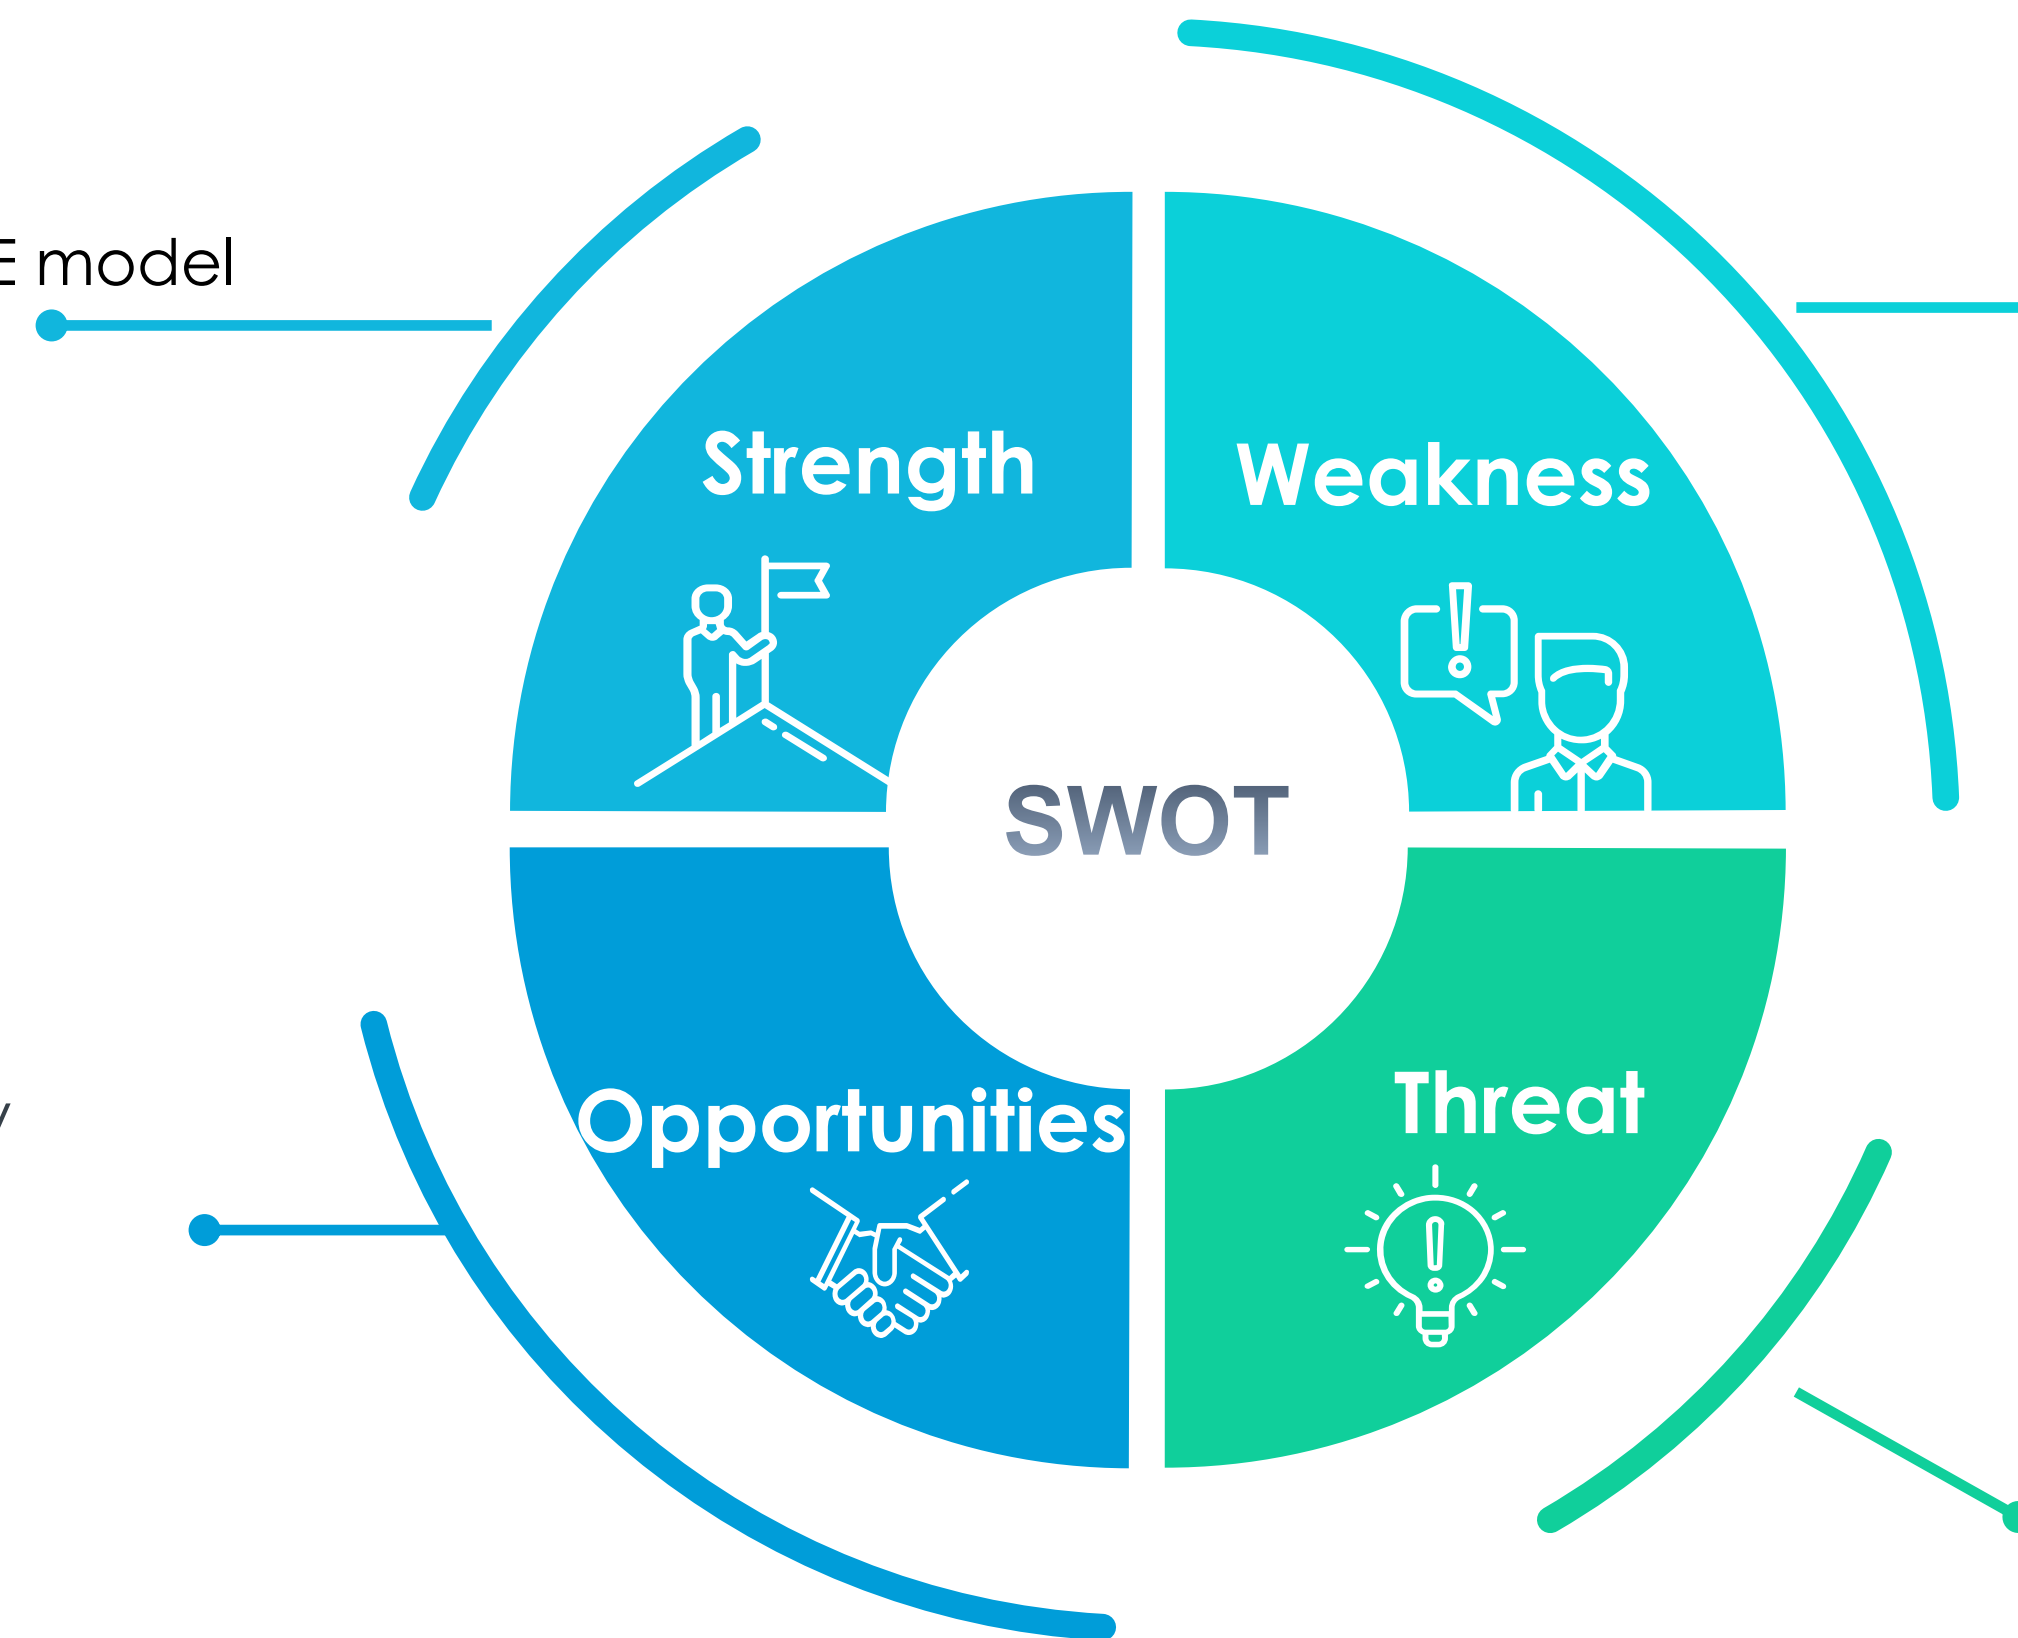 E model
Strength
Weakness
SWOT
Opportunities
Threat
y